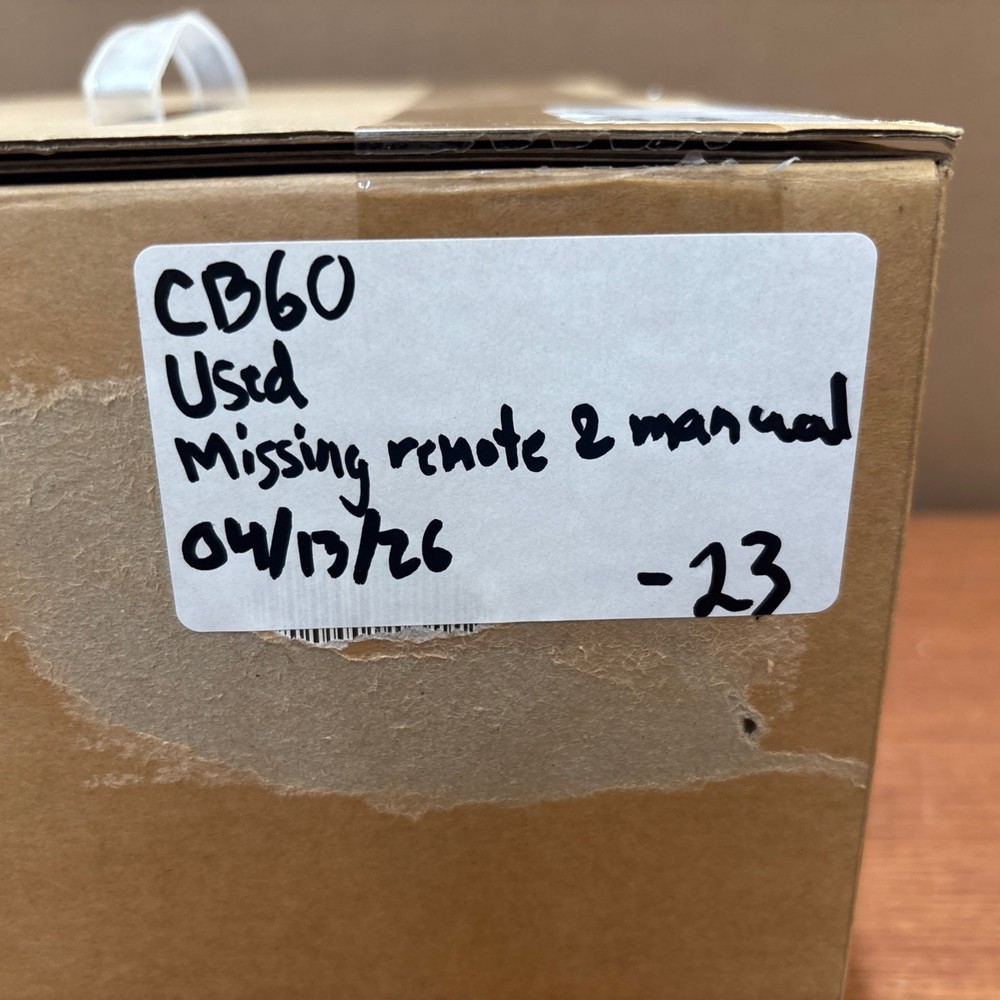 CB60
Used
Missing remote & manual
04/13/26
-23